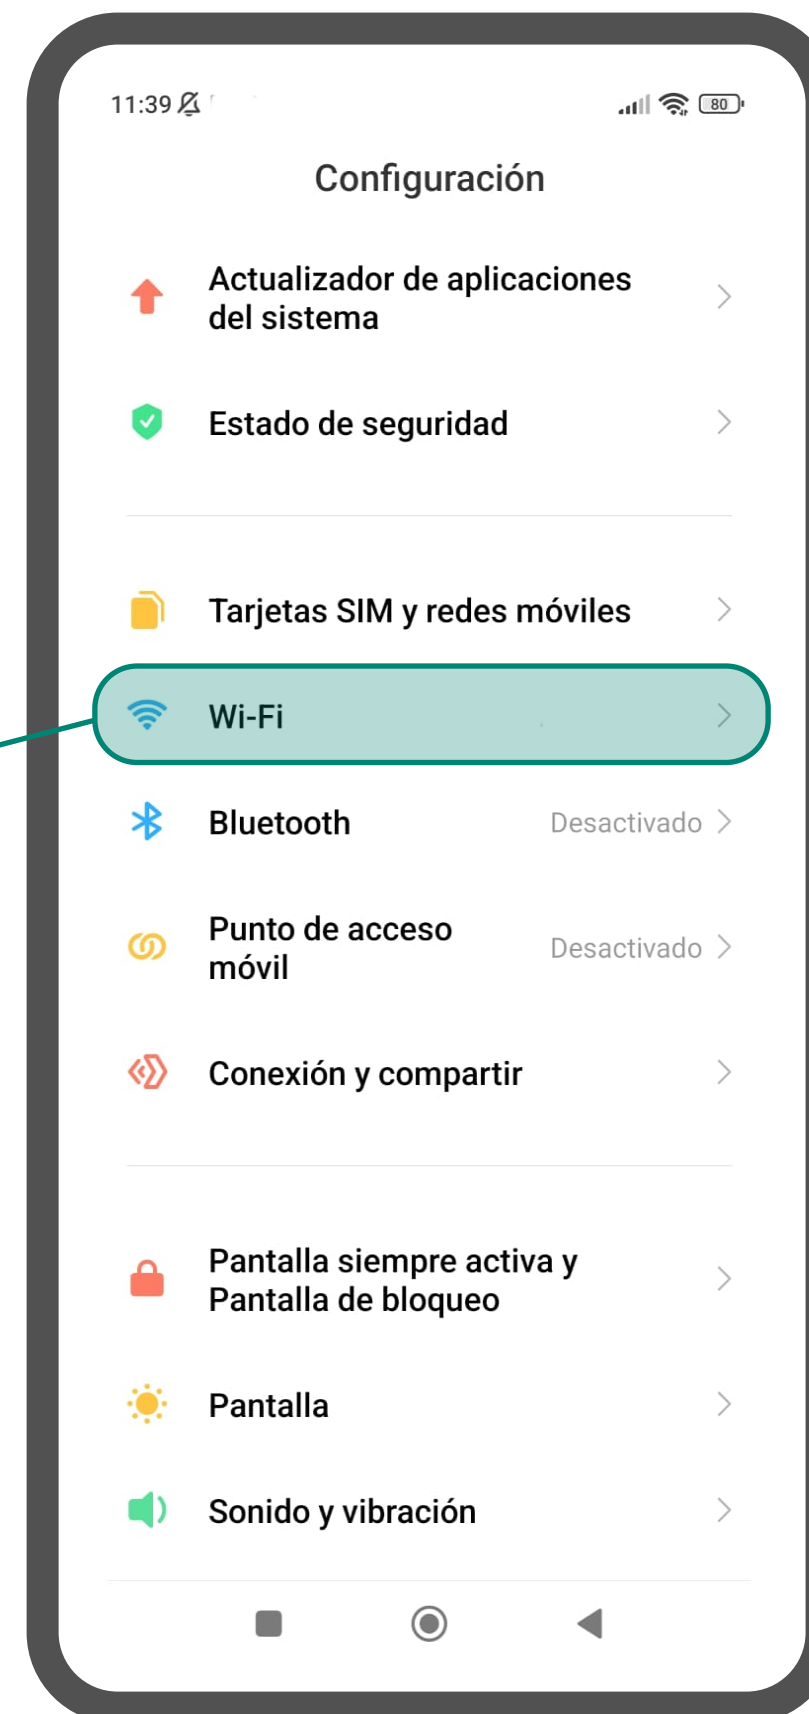 11:39
80
Configuración
Actualizador de aplicaciones
del sistema
Estado de seguridad
Tarjetas SIM y redes móviles
Wi-Fi
Bluetooth
Desactivado
Punto de acceso
móvil
Desactivado
Conexión y compartir
Pantalla siempre activa y
Pantalla de bloqueo
Pantalla
Sonido y vibración